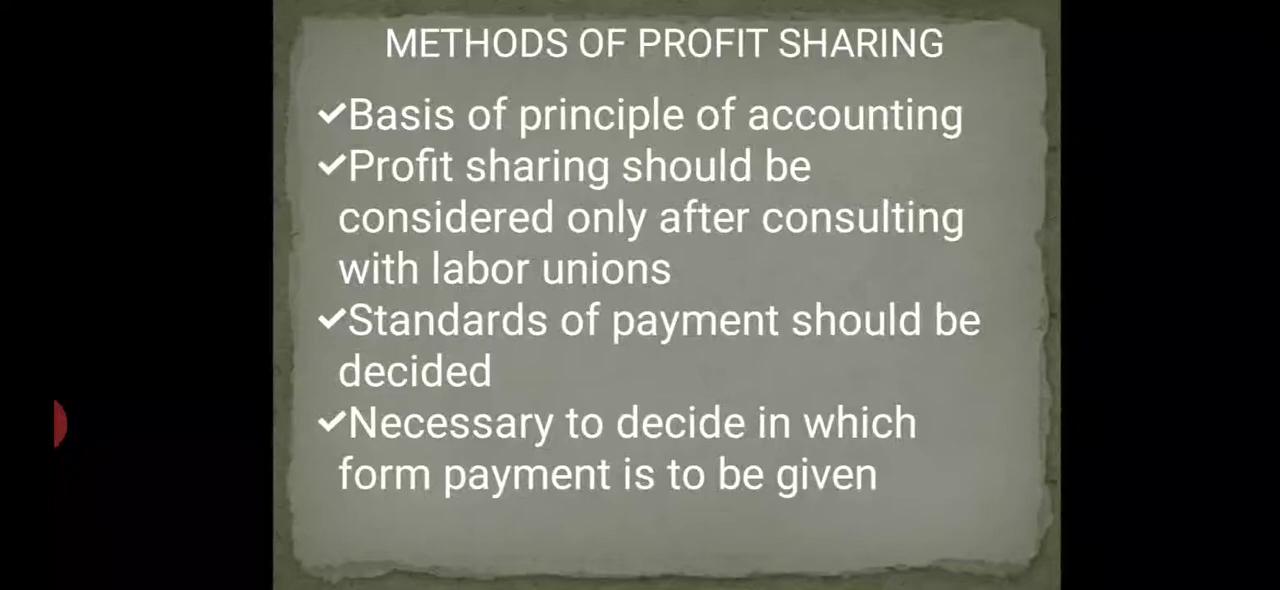 METHODS OF PROFIT SHARING
✓Basis of principle of accounting
✓Profit sharing should be
considered only after consulting
with labor unions
✓Standards of payment should be
decided
✓Necessary to decide in which
form payment is to be given